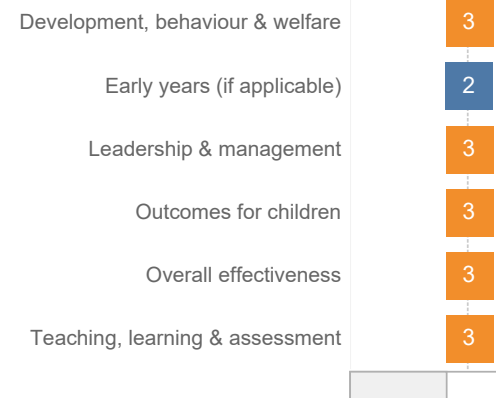 Development, behaviour & welfare 3
Early years (if applicable) 2
Leadership & management 3
Outcomes for children 3
Overall effectiveness 3
Teaching, learning & assessment 3